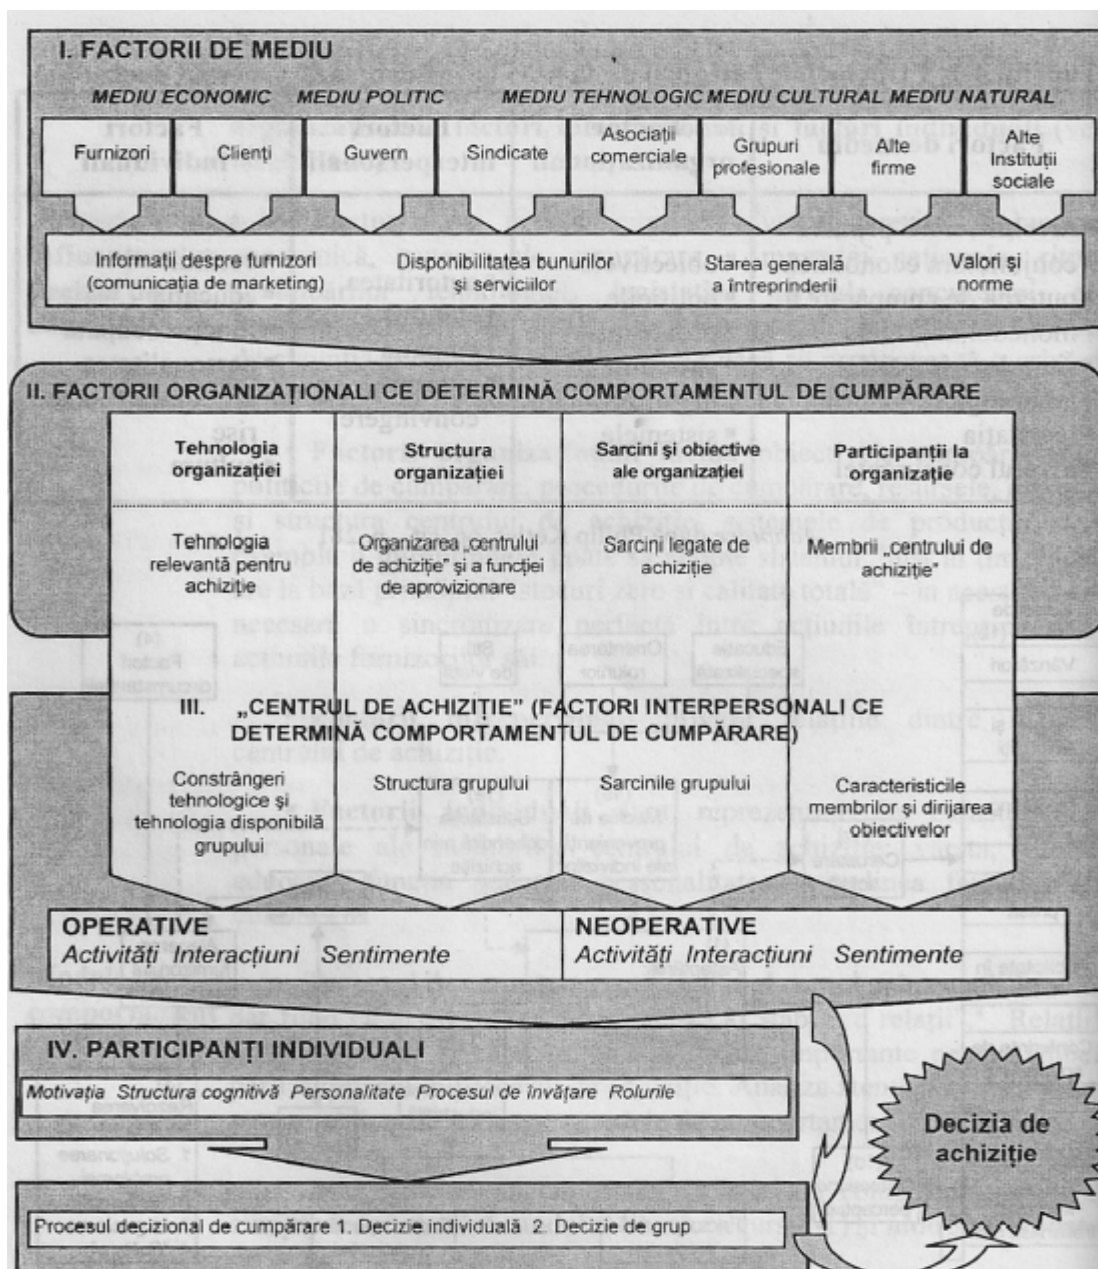 I. FACTORII DE MEDIU
MEDIU ECONOMIC MEDIU POLITIC MEDIU TEHNOLOGIC MEDIU CULTURAL MEDIU NATURAL
Furnizori
Clienti
Guvern
Sindicate
Asociații
comerciale
Grupuri
profesionale
Alte
firme
Alte
Instituții
sociale
Informații despre furnizori
(comunicația de marketing)
Disponibilitatea bunurilor
și serviciilor
Starea generală
a întreprinderii
Valori și
norme
II. FACTORII ORGANIZAȚIONALI CE DETERMINĂ COMPORTAMENTUL DE CUMPĂRARE
Tehnologia
organizației
Structura
organizației
Sarcini și obiective
ale organizației
Participanții la
organizație
Tehnologia
relevantă pentru
achiziție
Organizarea „centrului
de achiziție” și a funcției
de aprovizionare
Sarcini legate de
achiziție
Membrii „centrului de
achiziție”
III. „CENTRUL DE ACHIZIȚIE” (FACTORI INTERPERSONALI CE
DETERMINĂ COMPORTAMENTUL DE CUMPĂRARE)
Constrângeri
tehnologice și
tehnologia disponibilă
grupului
Structura grupului
Sarcinile grupului
Caracteristicile
membrilor și dirijarea
obiectivelor
OPERATIVE
Activități Interacțiuni Sentimente
NEOPERATIVE
Activități Interacțiuni Sentimente
IV. PARTICIPANȚI INDIVIDUALI
Motivația Structura cognitivă Personalitate Procesul de învățare Rolurile
Decizia de
achiziție
Procesul decizional de cumpărare 1. Decizie individuală 2. Decizie de grup